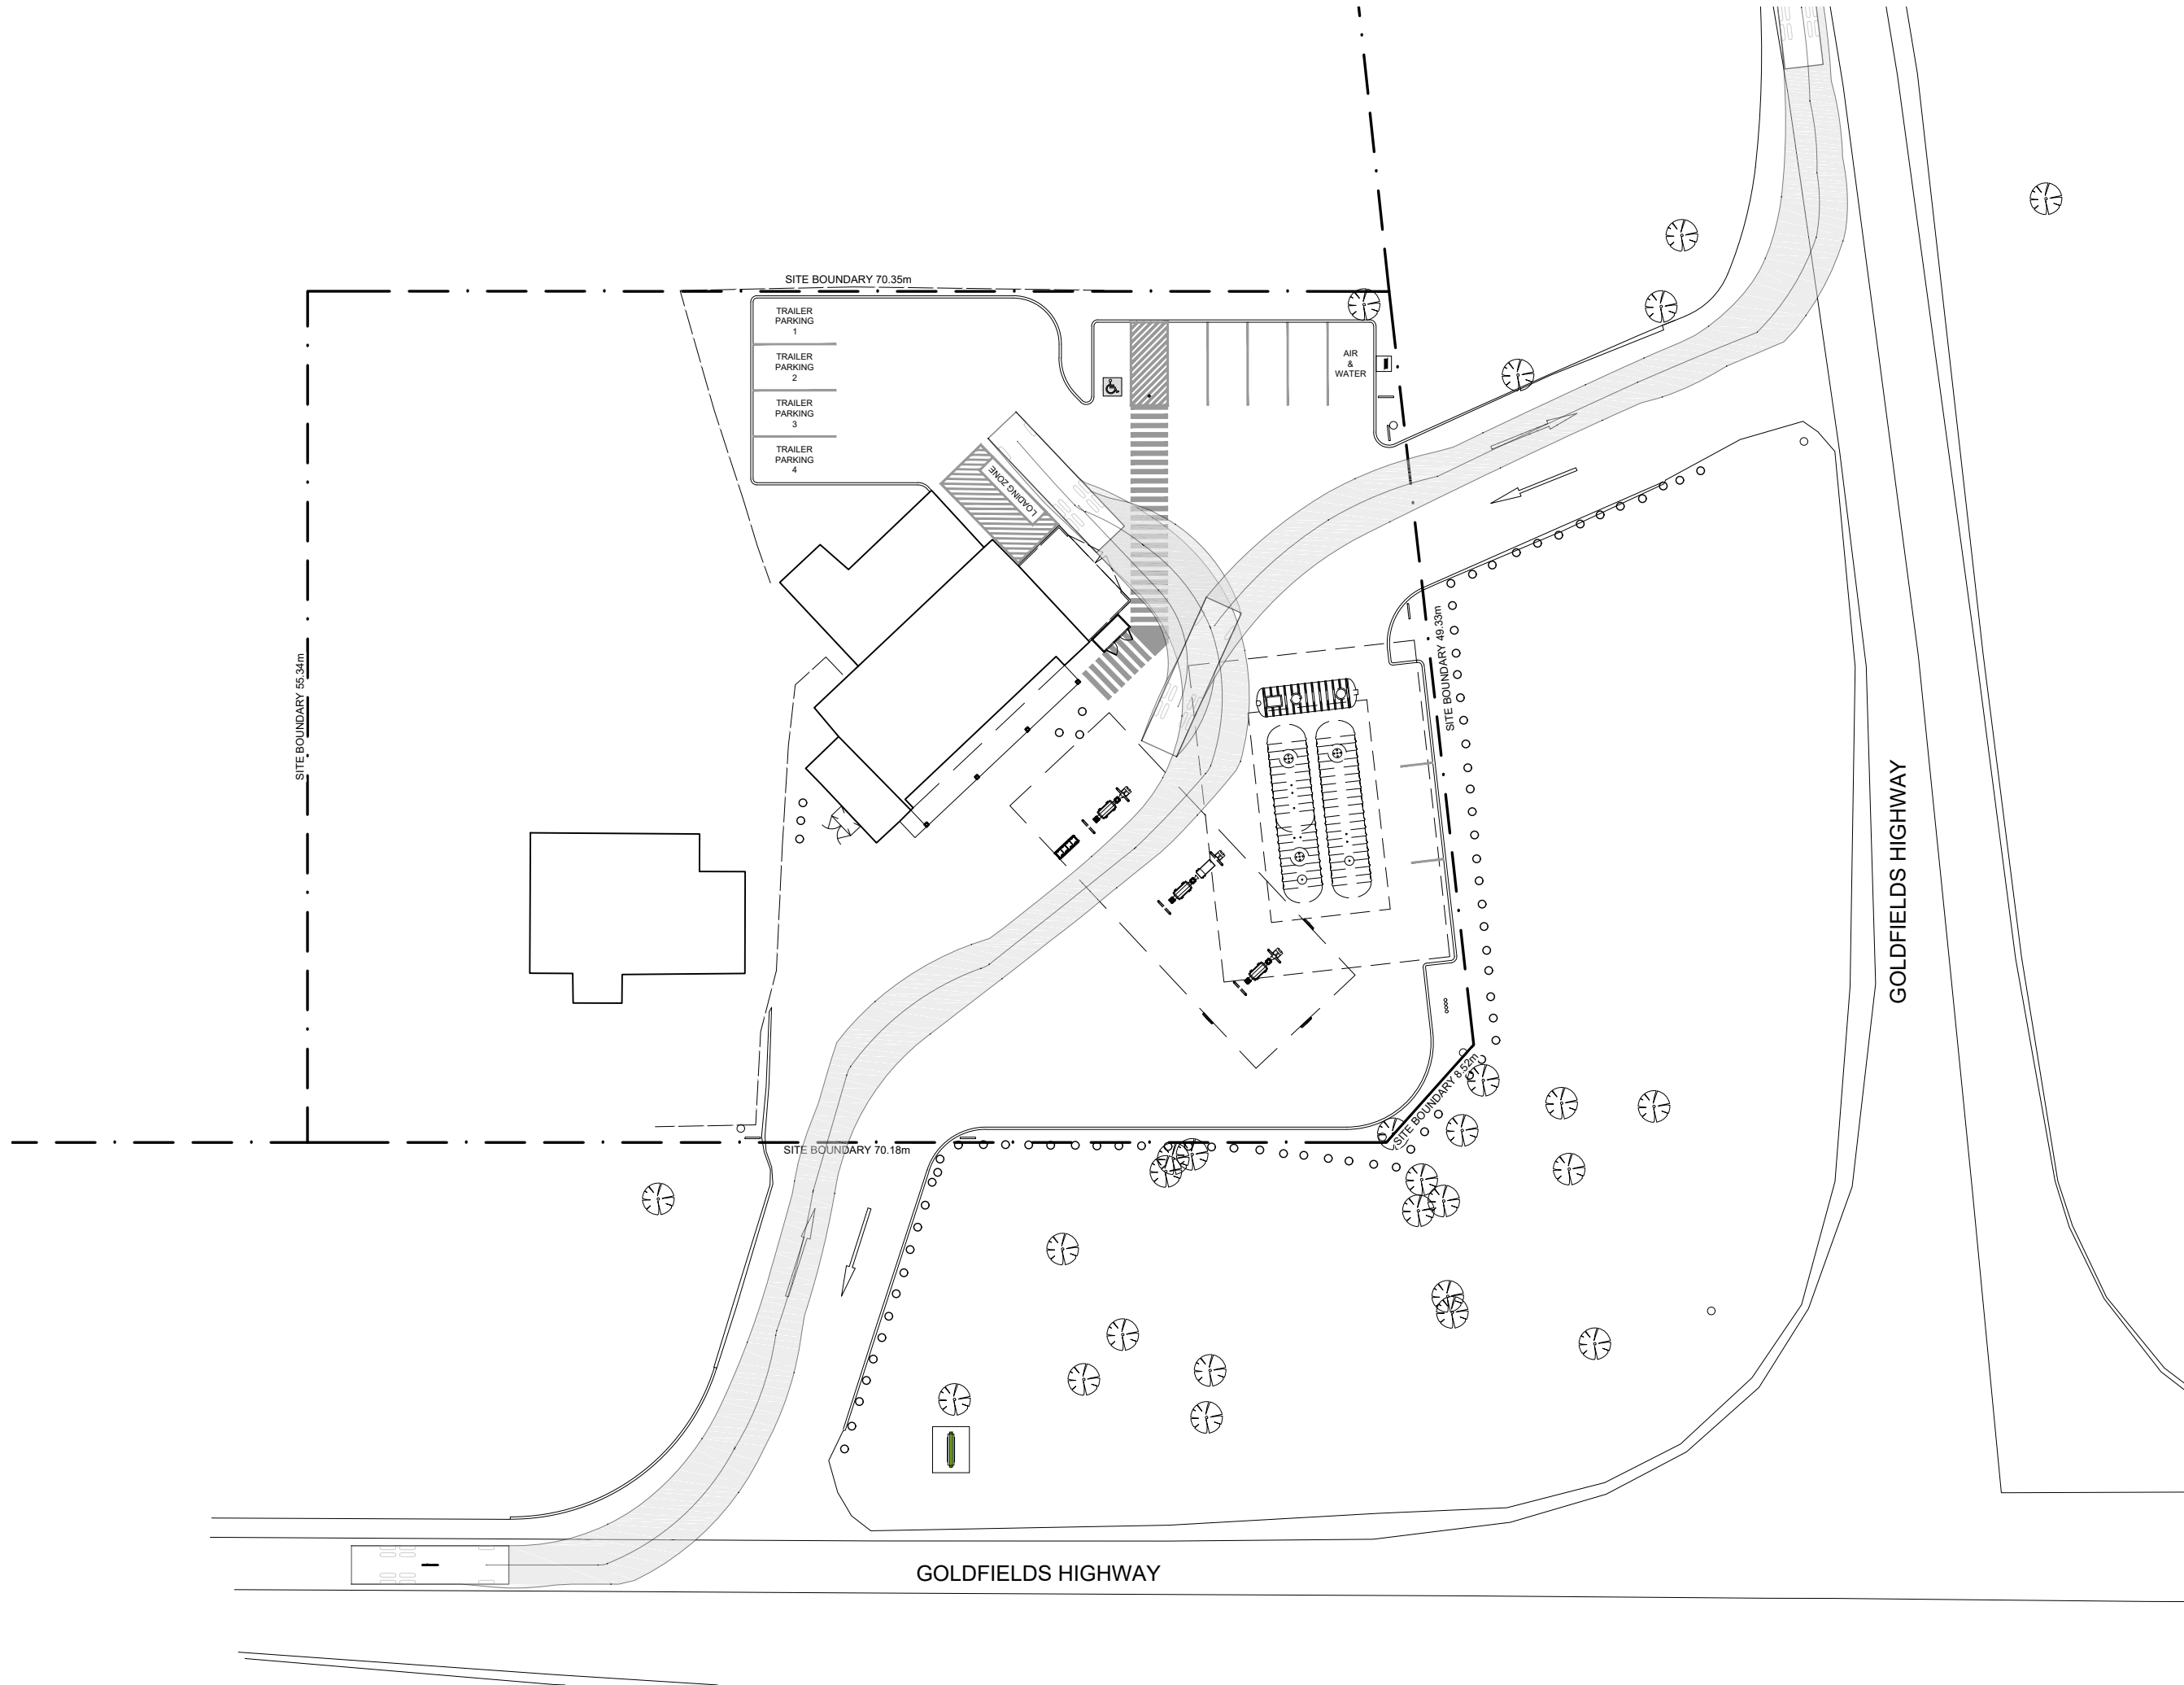 SITE BOUNDARY 70.35m
TRAILER
PARKING
1
TRAILER
PARKING
2
TRAILER
PARKING
3
TRAILER
PARKING
4
AIR
&
WATER
LOADING ZONE
SITE BOUNDARY 55.34m
SITE BOUNDARY 49.33m
GOLDFIELDS HIGHWAY
SITE BOUNDARY 8.52m
SITE BOUNDARY 70.18m
GOLDFIELDS HIGHWAY